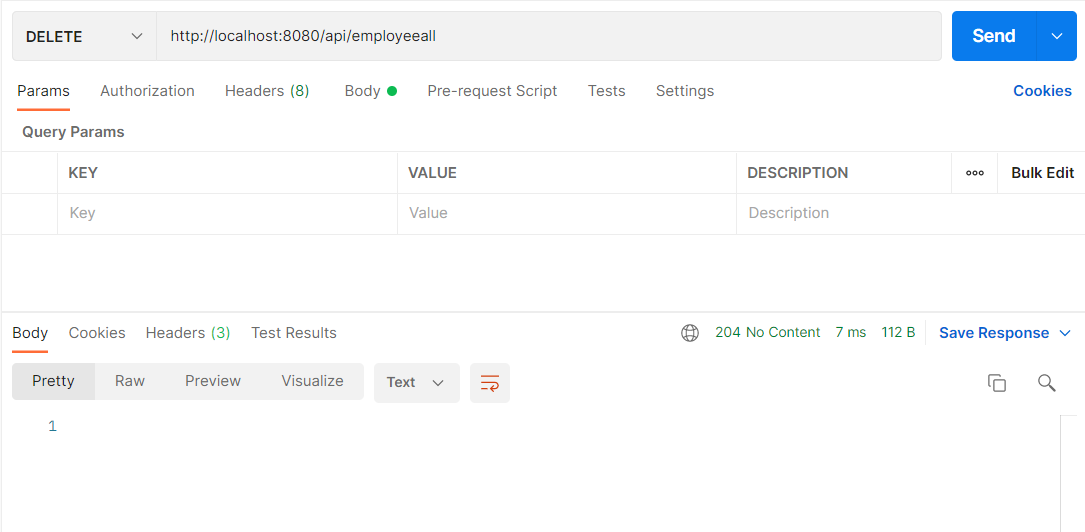 DELETE http://localhost:8080/api/employeeall Send
Params Authorization Headers (8) Body Pre-request Script Tests Settings Cookies
Query Params
KEY VALUE DESCRIPTION ooo Bulk Edit
Key Value Description
Body Cookies Headers (3) Test Results 204 No Content 7 ms 112 B Save Response
Pretty Raw Preview Visualize Text
1